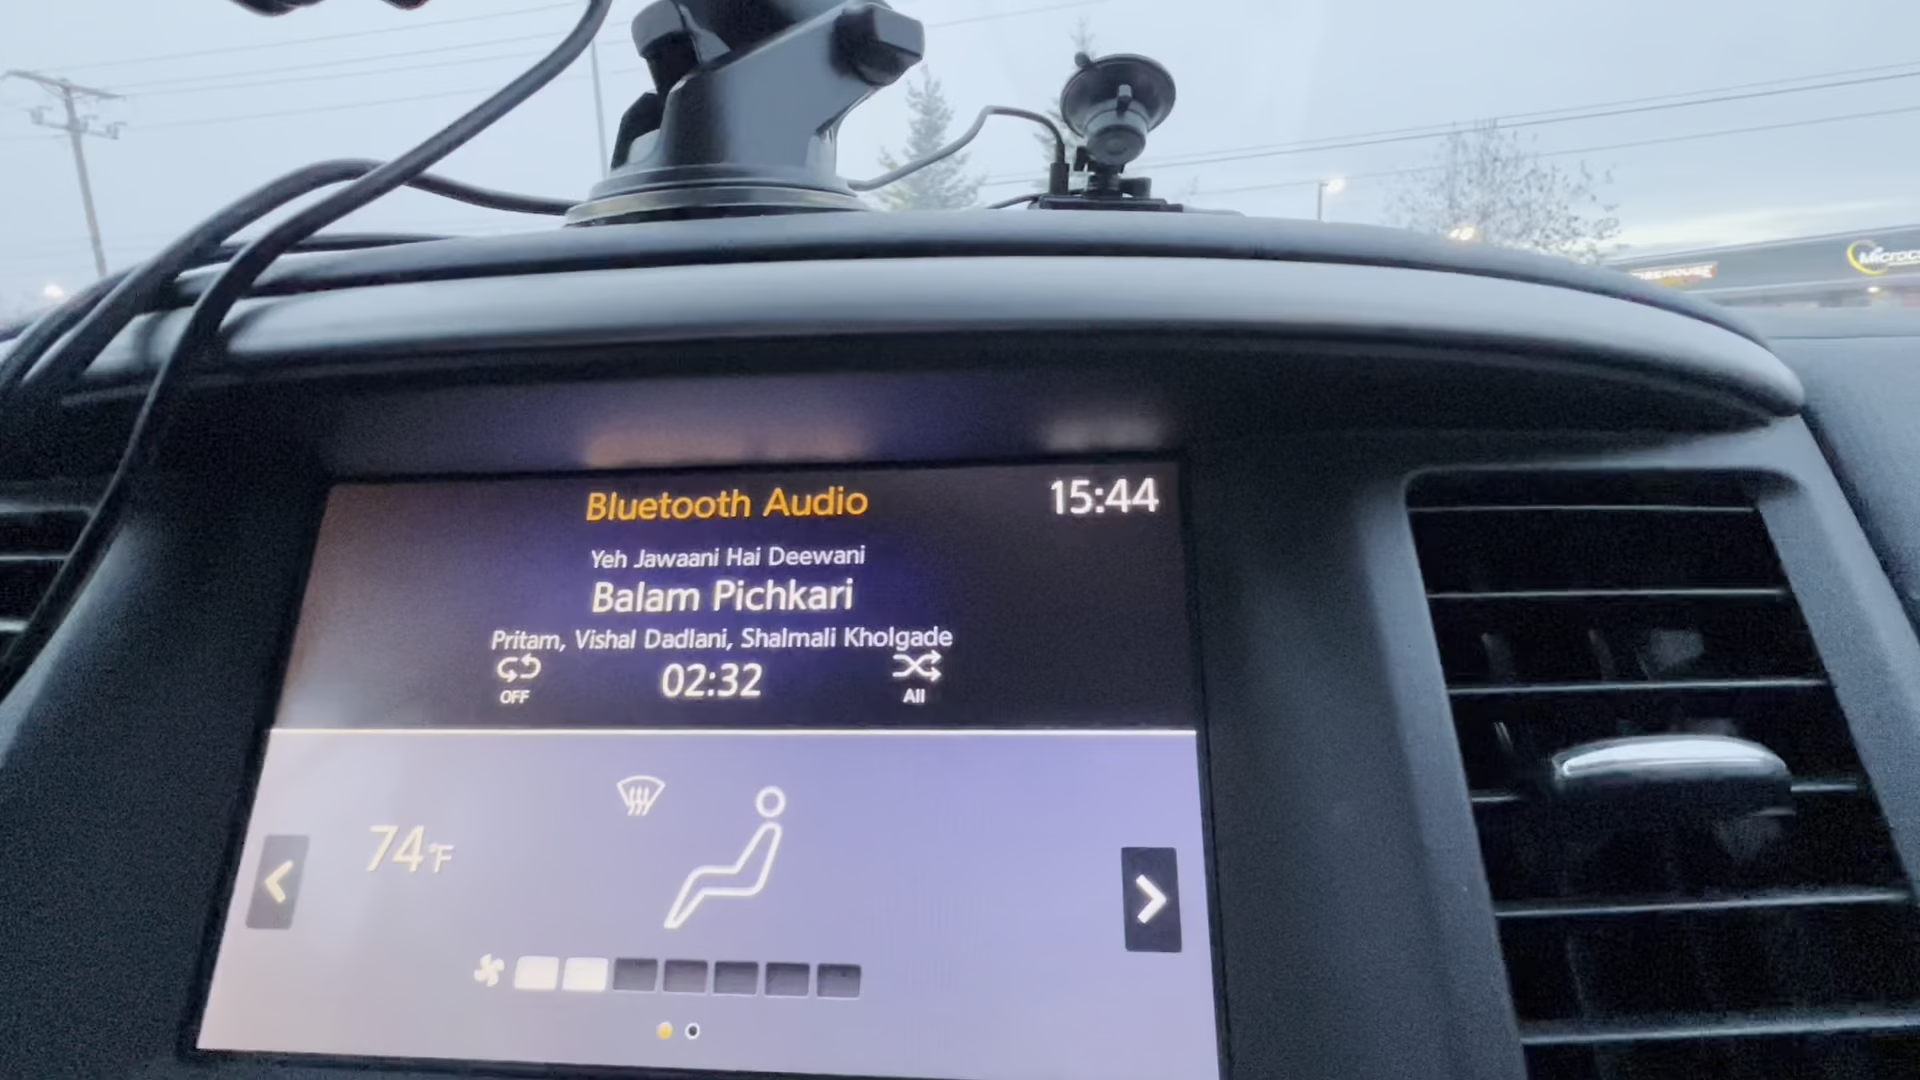 Bluetooth Audio
15:44
Yeh Jawaani Hai Deewani
Balam Pichkari
Pritam, Vishal Dadlani, Shalmali Kholgade
OFF
02:32
All
74°F